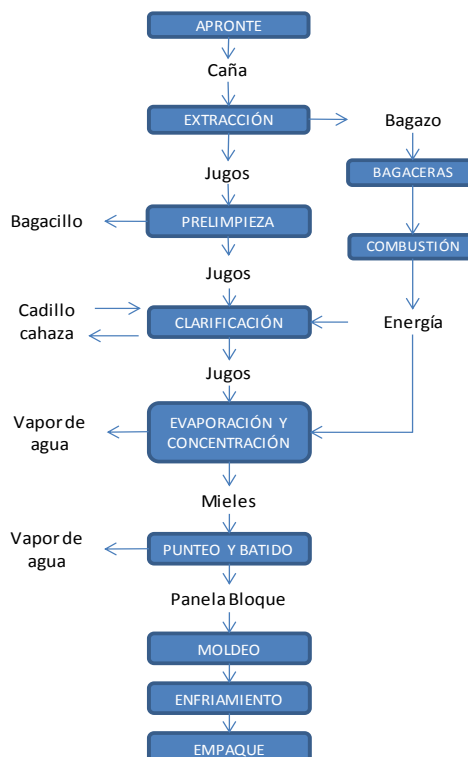 APRONTE
Caña
EXTRACCIÓN
Bagazo
Jugos
BAGACERAS
Bagacillo
PRELIMPIEZA
COMBUSTIÓN
Jugos
Cadillo
cahaza
CLARIFICACIÓN
Energía
Jugos
Vapor de
agua
EVAPORACIÓN Y
CONCENTRACIÓN
Mieles
Vapor de
agua
PUNTEO Y BATIDO
Panela Bloque
MOLDEO
ENFRIAMIENTO
EMPAQUE